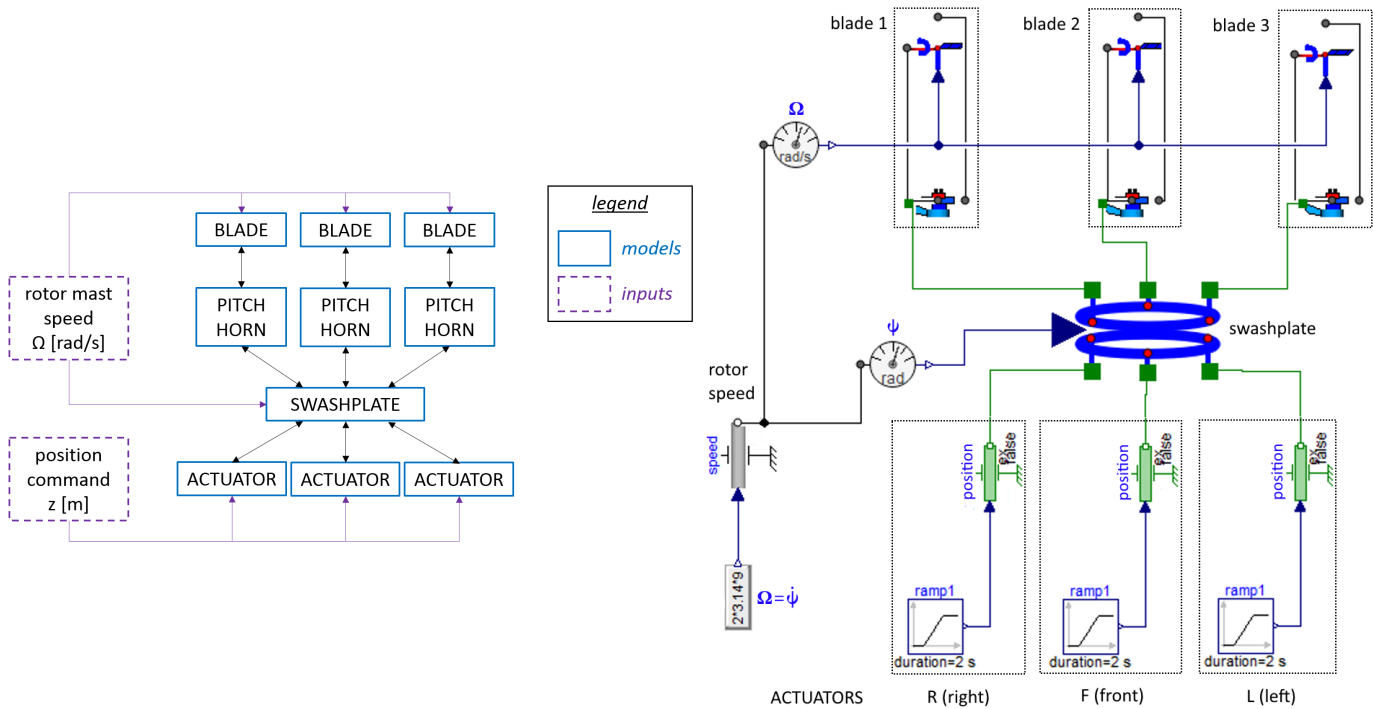 BLADE
BLADE
BLADE
rotor mast
speed
Ω [rad/s]
PITCH
HORN
PITCH
HORN
PITCH
HORN
SWASHPLATE
position
command
z [m]
ACTUATOR
ACTUATOR
ACTUATOR
legend
models
inputs
blade 1
blade 2
blade 3
Ω
rad/s
swashplate
ψ
rad
rotor
speed
speed
2*3.14*9
Ω=ψ̇
position
ex
false
position
ex
false
position
ex
false
ramp1
duration=2 s
ramp1
duration=2 s
ramp1
duration=2 s
ACTUATORS
R (right)
F (front)
L (left)